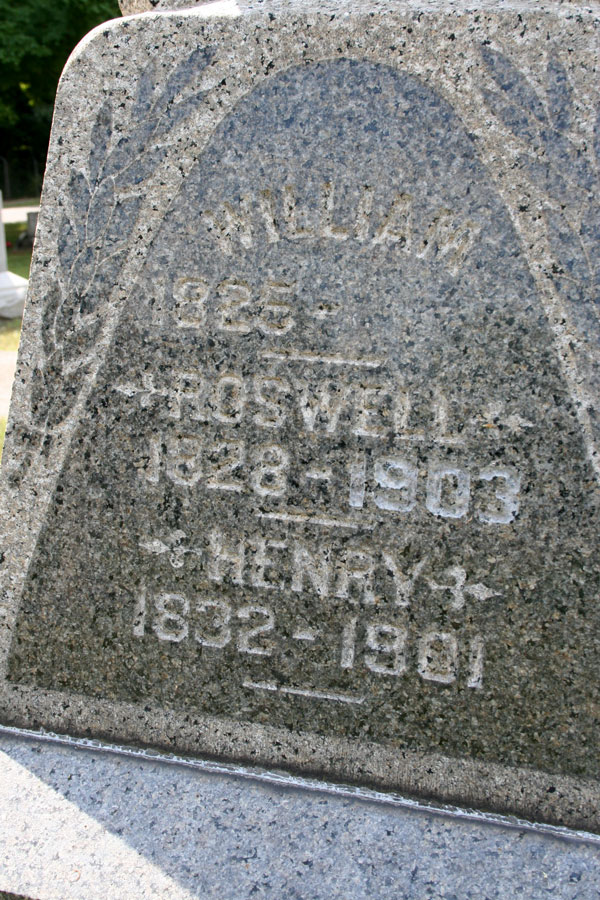 WILLIAM
1825-
ROSWELL
1828-1903
HENRY
1832-1901